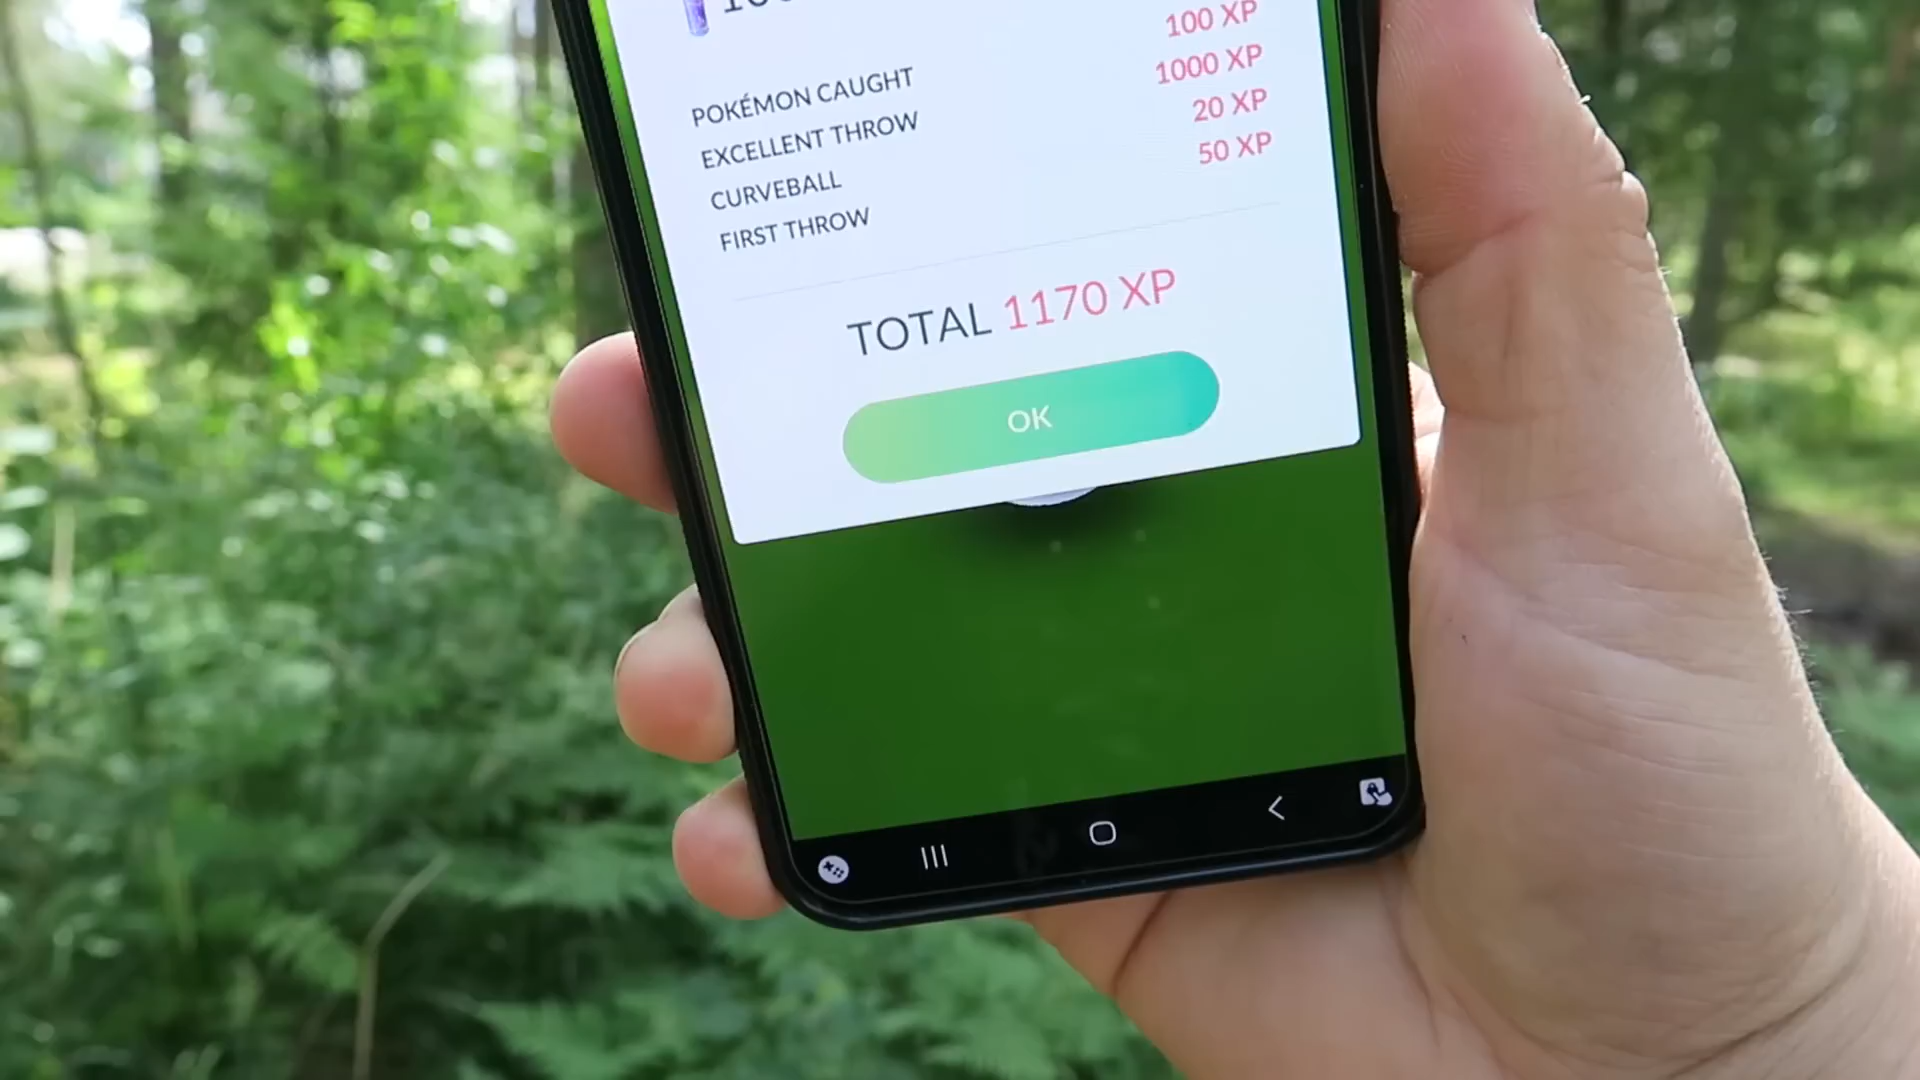 POKÉMON CAUGHT 100 XP
EXCELLENT THROW 1000 XP
CURVEBALL 20 XP
FIRST THROW 50 XP
TOTAL 1170 XP
OK